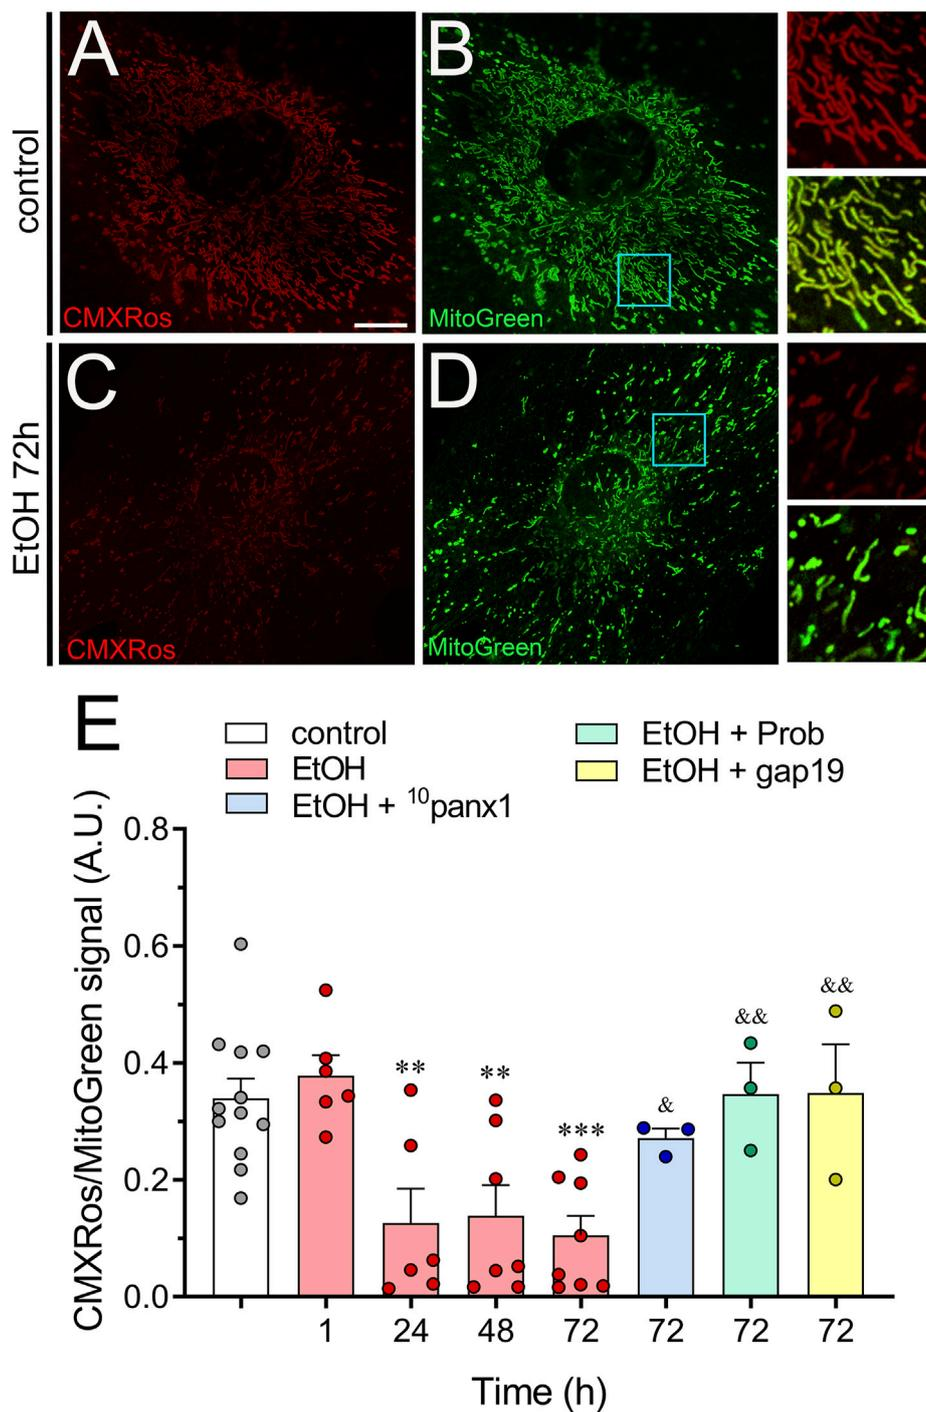 control
A
CMXRos
B
MitoGreen
EtOH 72h
C
CMXRos
D
MitoGreen
E
control
EtOH
EtOH + ¹⁰panx1
EtOH + Prob
EtOH + gap19
CMXRos/MitoGreen signal (A.U.)
0.8
0.6
0.4
0.2
0.0
**
**
***
&
&&
&&
1
24
48
72
72
72
72
Time (h)